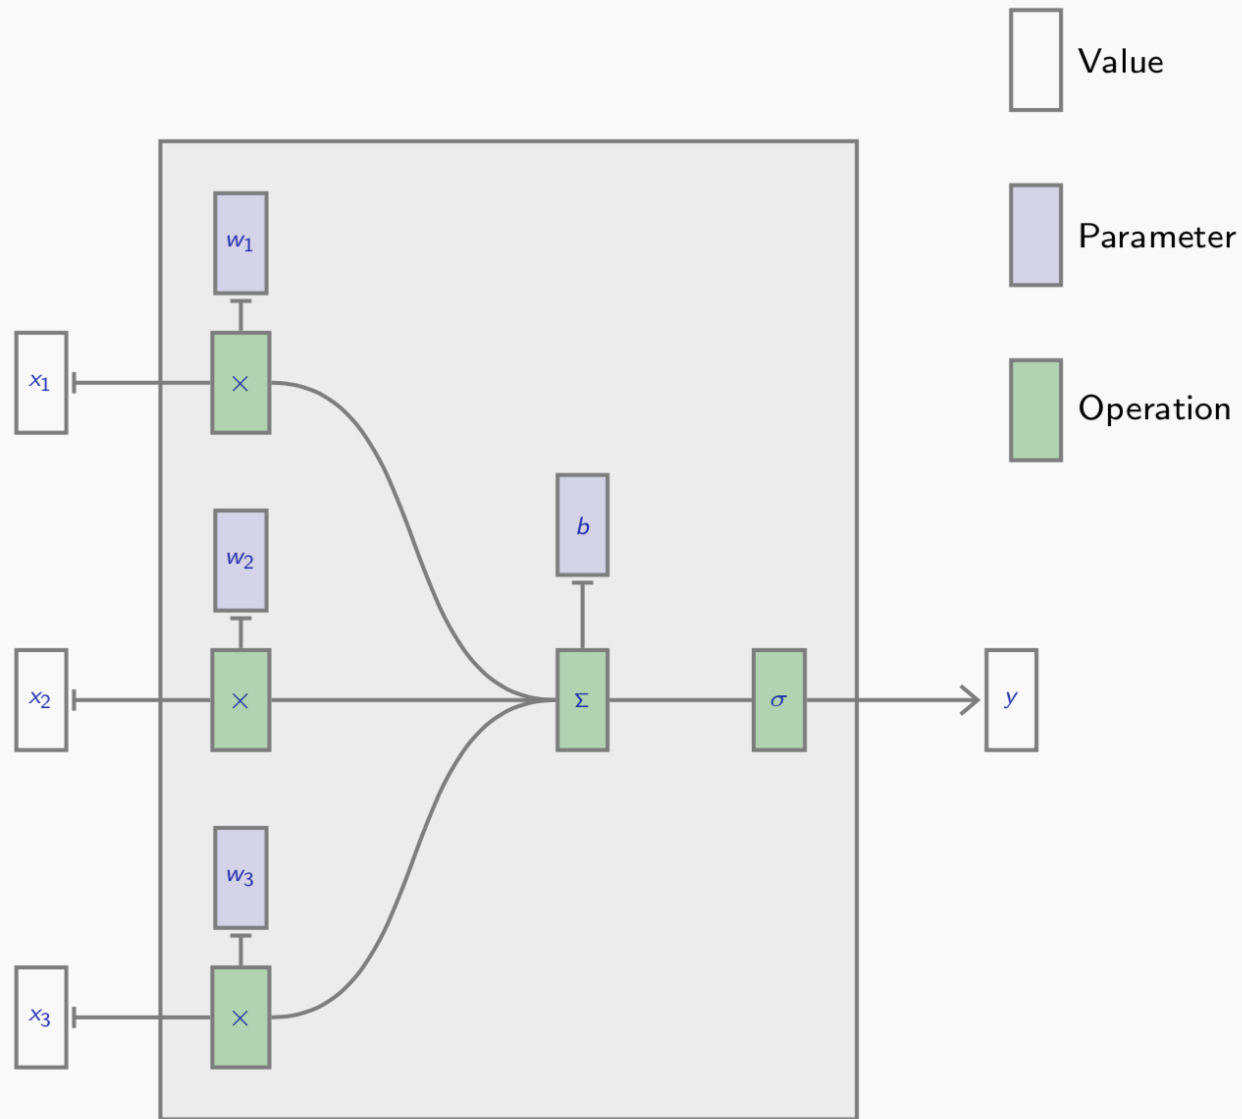 Value
Parameter
Operation
w₁
x₁ ×
b
w₂
x₂ × Σ σ y
w₃
x₃ ×